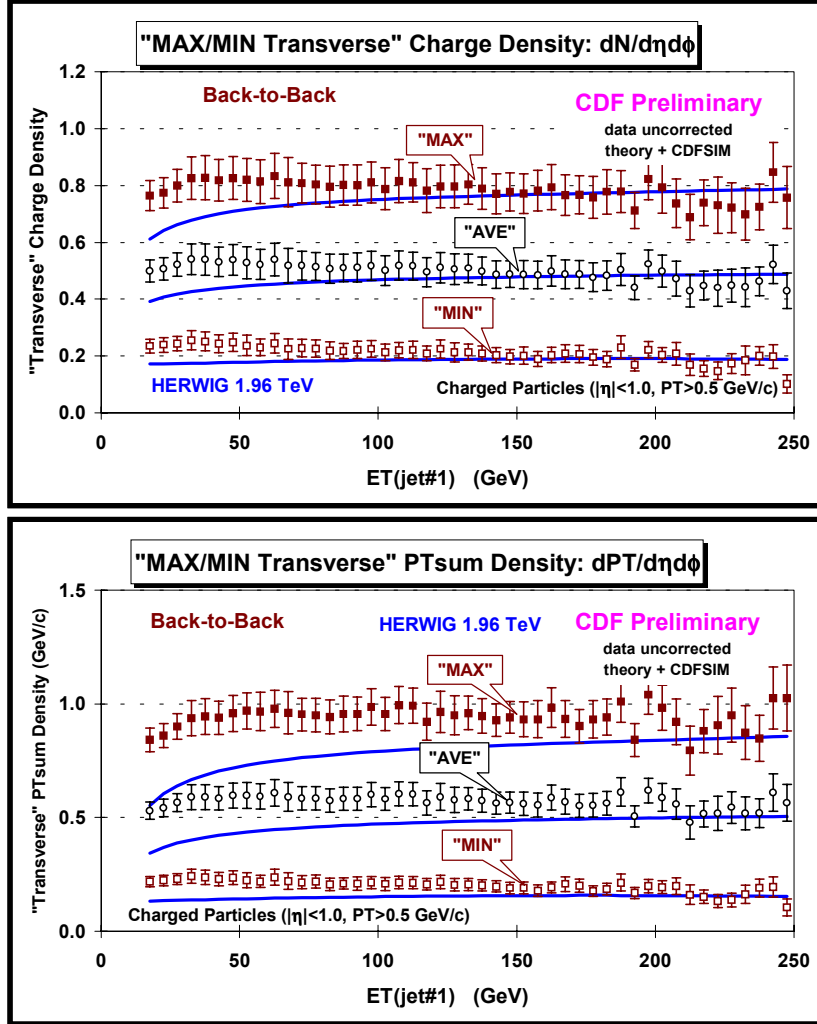 "MAX/MIN Transverse" Charge Density: dN/dηdϕ
1.2
Back-to-Back
CDF Preliminary
data uncorrected
theory + CDFSIM
1.0
"MAX"
0.8
"Transverse" Charge Density
0.6
"AVE"
0.4
"MIN"
0.2
HERWIG 1.96 TeV
Charged Particles (|η|<1.0, PT>0.5 GeV/c)
0.0
0 50 100 150 200 250
ET(jet#1) (GeV)
"MAX/MIN Transverse" PTsum Density: dPT/dηdϕ
1.5
Back-to-Back
HERWIG 1.96 TeV
CDF Preliminary
data uncorrected
theory + CDFSIM
"MAX"
1.0
"Transverse" PTsum Density (GeV/c)
"AVE"
0.5
"MIN"
Charged Particles (|η|<1.0, PT>0.5 GeV/c)
0.0
0 50 100 150 200 250
ET(jet#1) (GeV)